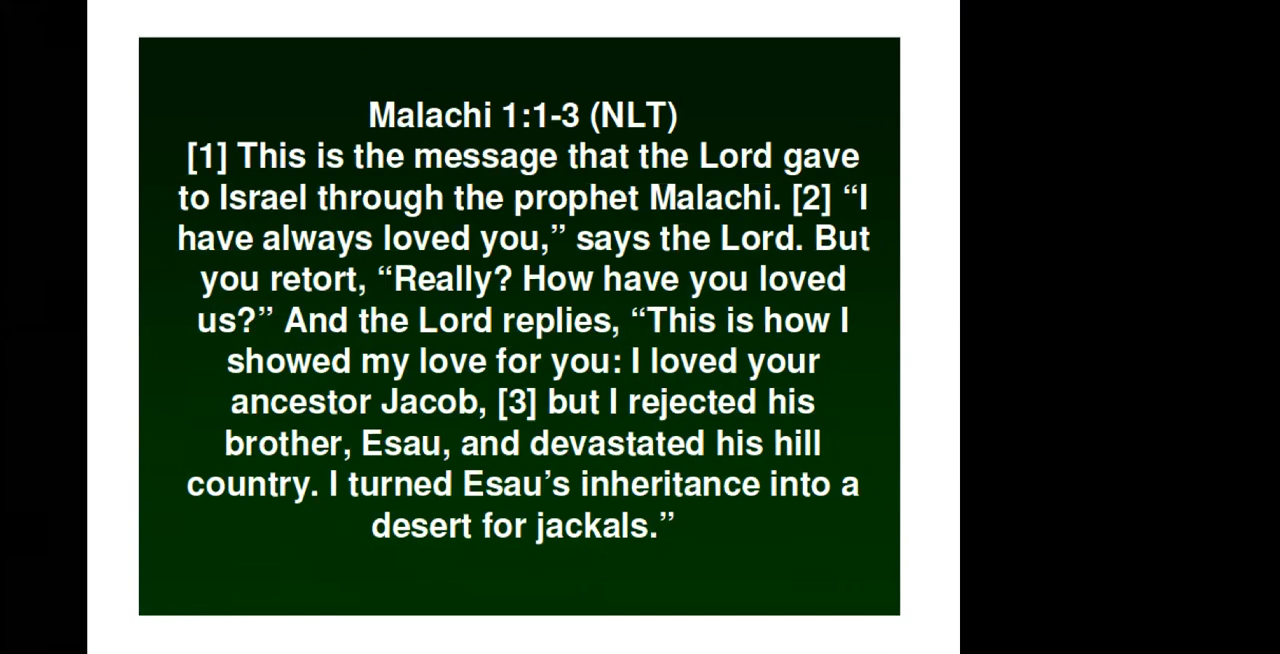 Malachi 1:1-3 (NLT)
[1] This is the message that the Lord gave
to Israel through the prophet Malachi. [2] “I
have always loved you,” says the Lord. But
you retort, “Really? How have you loved
us?” And the Lord replies, “This is how I
showed my love for you: I loved your
ancestor Jacob, [3] but I rejected his
brother, Esau, and devastated his hill
country. I turned Esau’s inheritance into a
desert for jackals.”